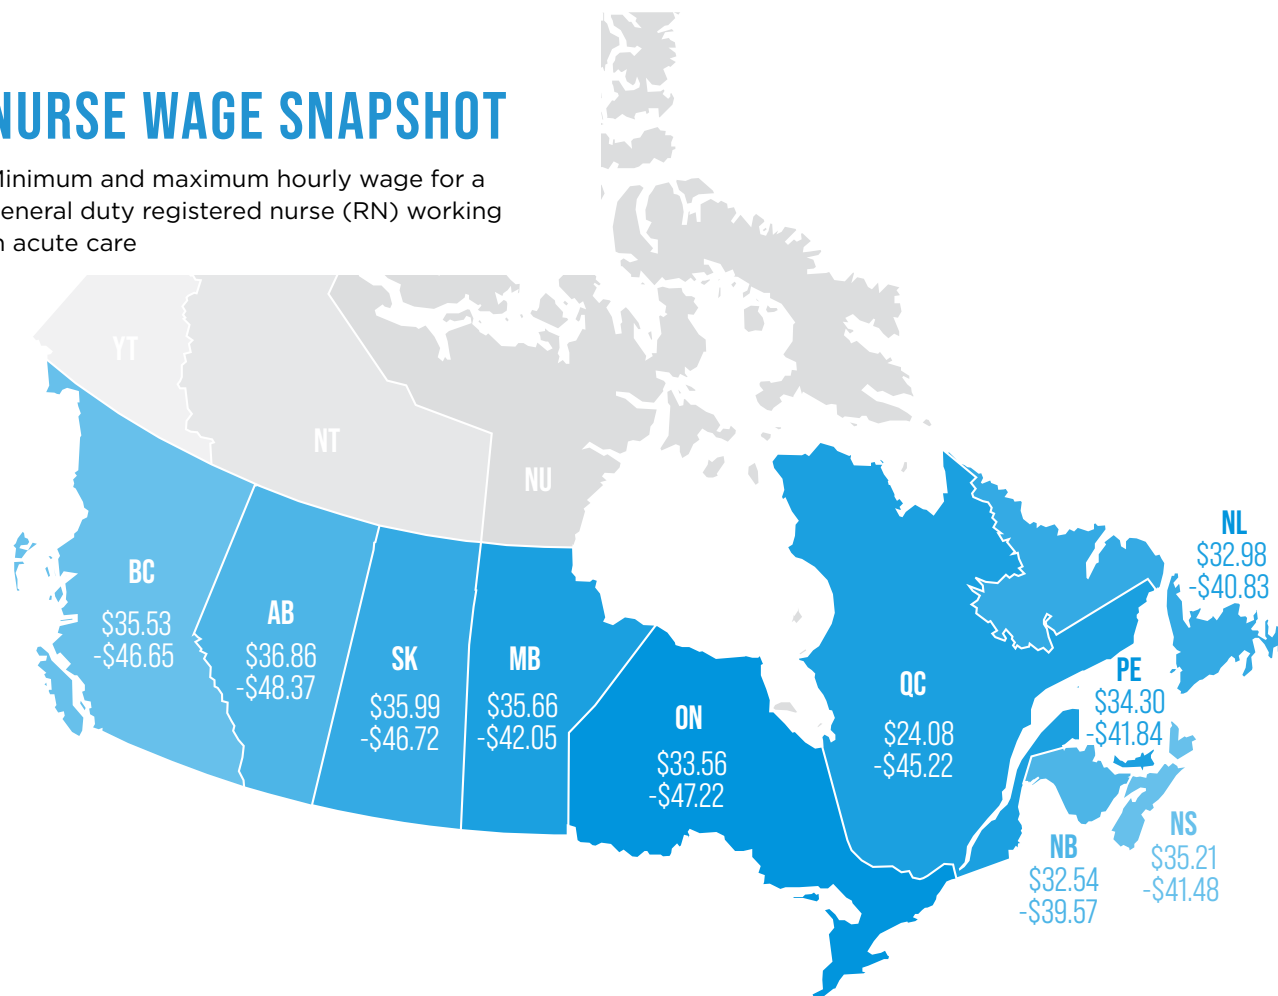 NURSE WAGE SNAPSHOT
Minimum and maximum hourly wage for a
general duty registered nurse (RN) working
in acute care
YT
NT
NU
BC
$35.53
-$46.65
AB
$36.86
-$48.37
SK
$35.99
-$46.72
MB
$35.66
-$42.05
ON
$33.56
-$47.22
QC
$24.08
-$45.22
NL
$32.98
-$40.83
PE
$34.30
-$41.84
NB
$32.54
-$39.57
NS
$35.21
-$41.48